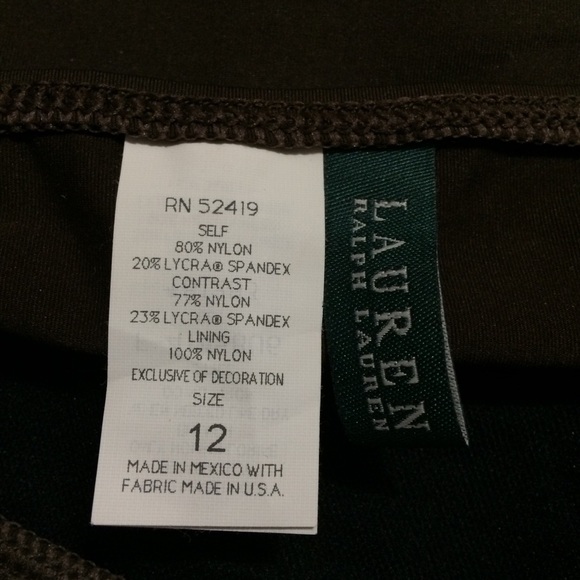 RN 52419
SELF
80% NYLON
20% LYCRA® SPANDEX
CONTRAST
77% NYLON
23% LYCRA® SPANDEX
LINING
100% NYLON
EXCLUSIVE OF DECORATION
SIZE
12
MADE IN MEXICO WITH
FABRIC MADE IN U.S.A.
LAUREN
RALPH LAUREN